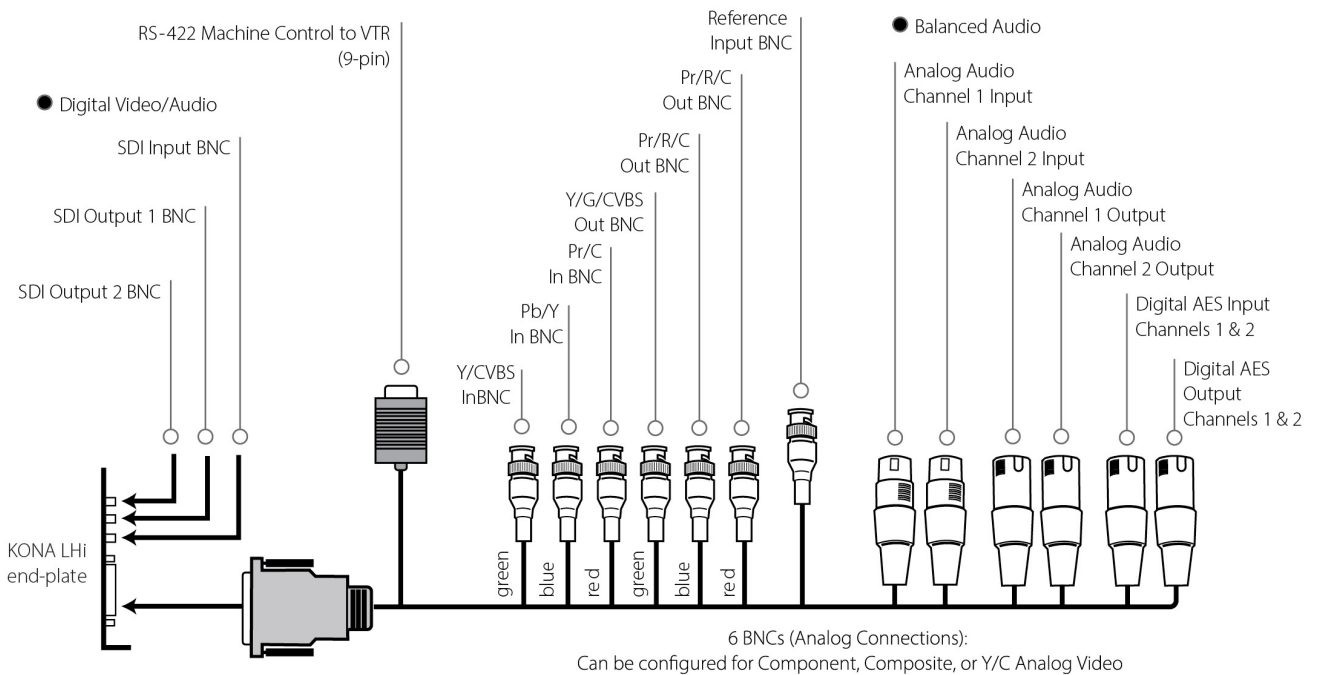 RS-422 Machine Control to VTR
(9-pin)
Digital Video/Audio
SDI Input BNC
SDI Output 1 BNC
SDI Output 2 BNC
KONA LHi
end-plate
Reference
Input BNC
Pr/R/C
Out BNC
Pr/R/C
Out BNC
Y/G/CVBS
Out BNC
Pr/C
In BNC
Pb/Y
In BNC
Y/CVBS
InBNC
green
blue
red
green
blue
red
Balanced Audio
Analog Audio
Channel 1 Input
Analog Audio
Channel 2 Input
Analog Audio
Channel 1 Output
Analog Audio
Channel 2 Output
Digital AES Input
Channels 1 & 2
Digital AES
Output
Channels 1 & 2
6 BNCs (Analog Connections):
Can be configured for Component, Composite, or Y/C Analog Video